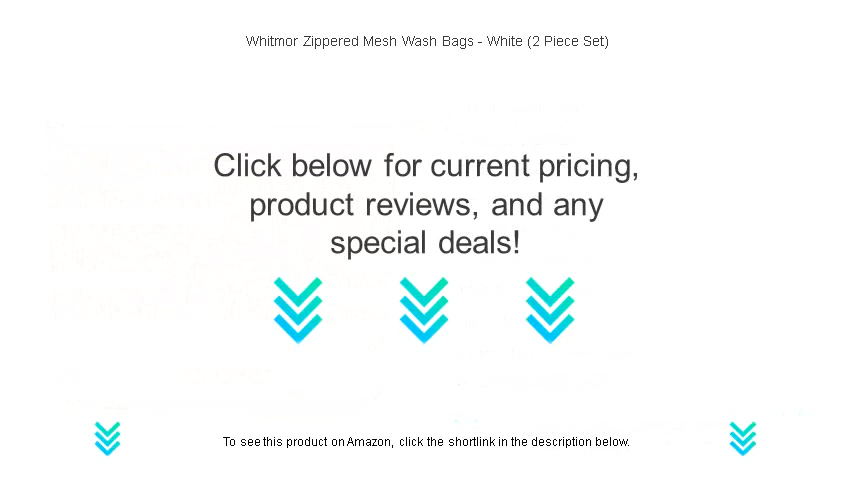 Whitmor Zippered Mesh Wash Bags - White (2 Piece Set)
Click below for current pricing,
product reviews, and any
special deals!
To see this product on Amazon, click the shortlink in the description below.